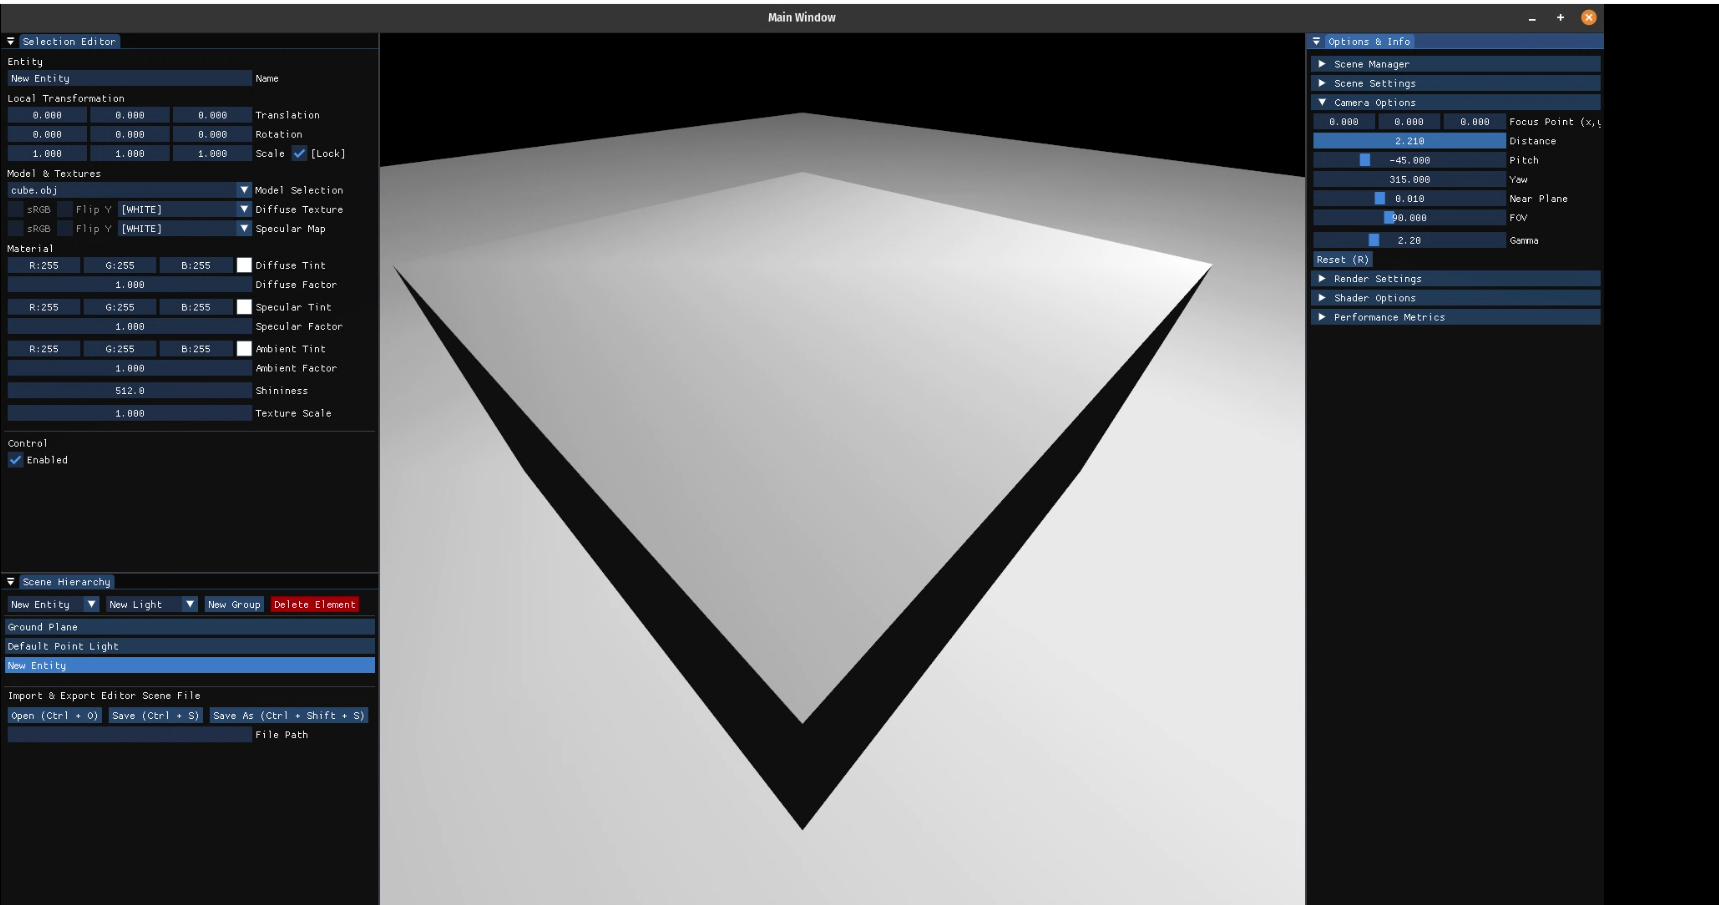 Main Window
Selection Editor
Entity
New Entity Name
Local Transformation
0.000 0.000 0.000 Translation
0.000 0.000 0.000 Rotation
1.000 1.000 1.000 Scale [Lock]
Model & Textures
cube.obj Model Selection
sRGB Flip Y [WHITE] Diffuse Texture
sRGB Flip Y [WHITE] Specular Map
Material
R:255 G:255 B:255 Diffuse Tint
1.000 Diffuse Factor
R:255 G:255 B:255 Specular Tint
1.000 Specular Factor
R:255 G:255 B:255 Ambient Tint
1.000 Ambient Factor
512.0 Shininess
1.000 Texture Scale
Control
Enabled
Scene Hierarchy
New Entity New Light New Group Delete Element
Ground Plane
Default Point Light
New Entity
Import & Export Editor Scene File
Open (Ctrl + O) Save (Ctrl + S) Save As (Ctrl + Shift + S)
File Path
Options & Info
Scene Manager
Scene Settings
Camera Options
0.000 0.000 0.000 Focus Point (x,y
2.210 Distance
-45.000 Pitch
315.000 Yaw
0.010 Near Plane
90.000 FOV
2.20 Gamma
Reset (R)
Render Settings
Shader Options
Performance Metrics